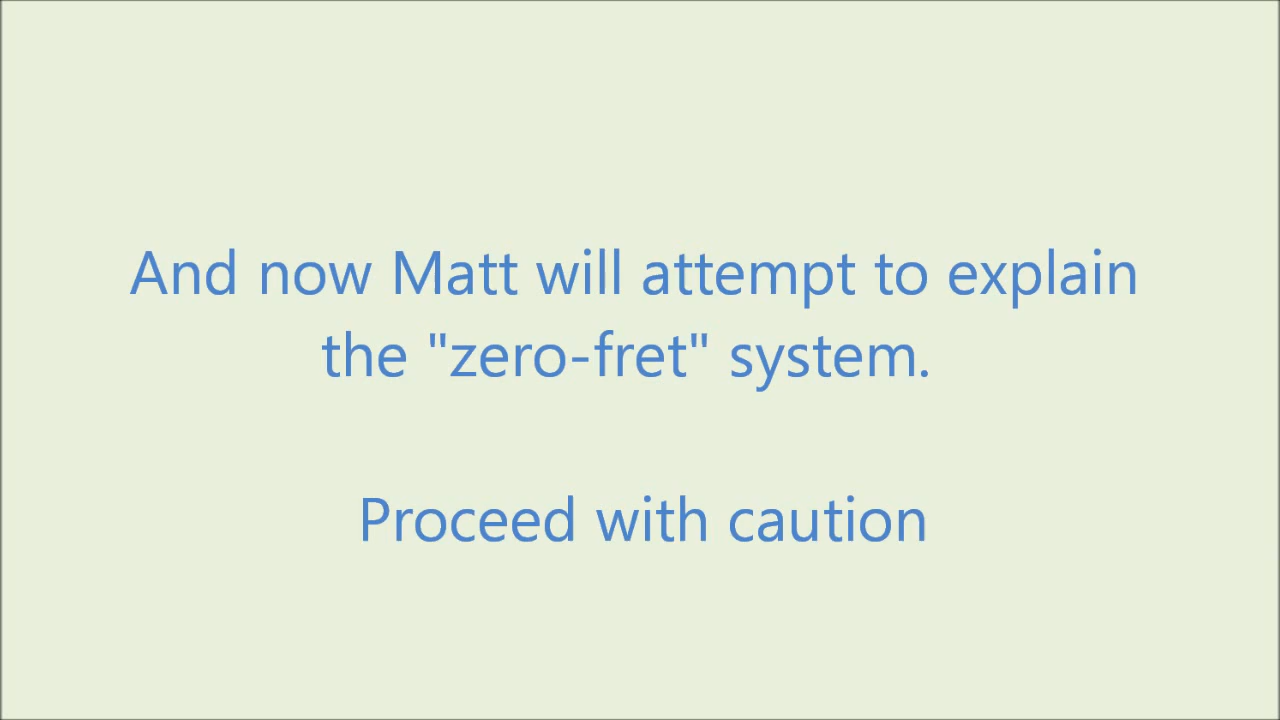 And now Matt will attempt to explain
the "zero-fret" system.
Proceed with caution